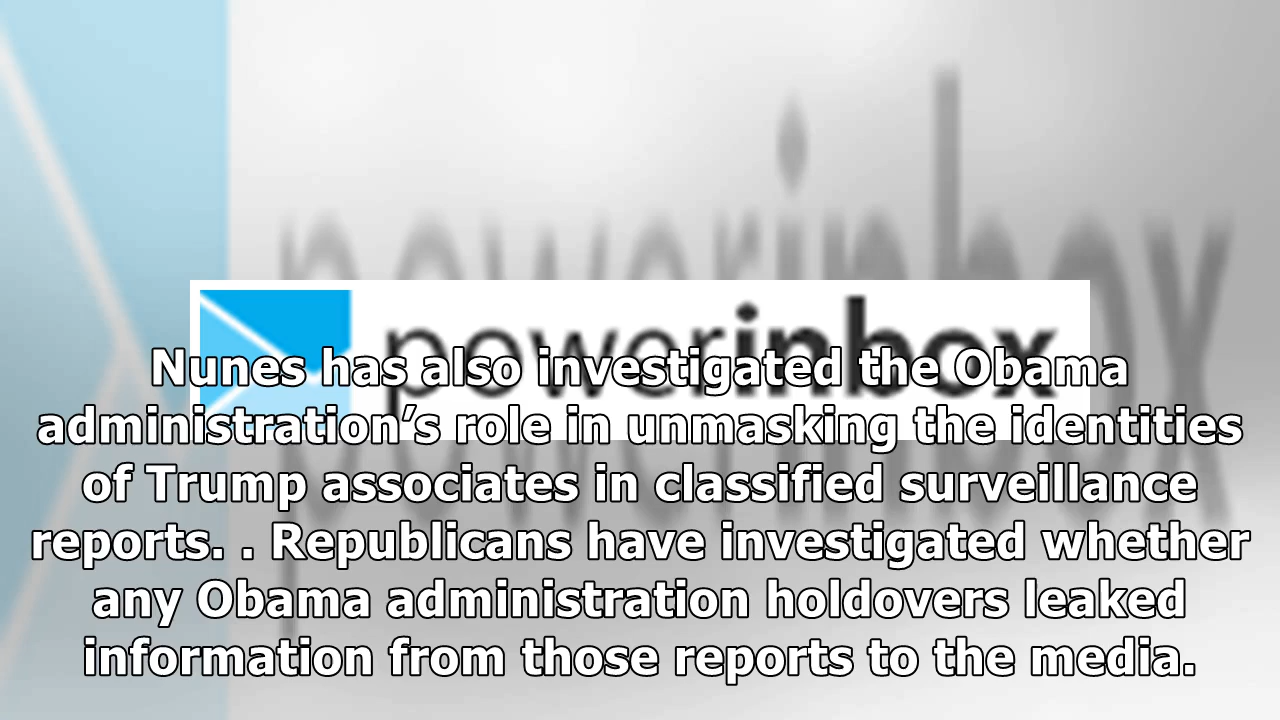 powerinbox
powerinbox
Nunes has also investigated the Obama
administration’s role in unmasking the identities
of Trump associates in classified surveillance
reports. . Republicans have investigated whether
any Obama administration holdovers leaked
information from those reports to the media.